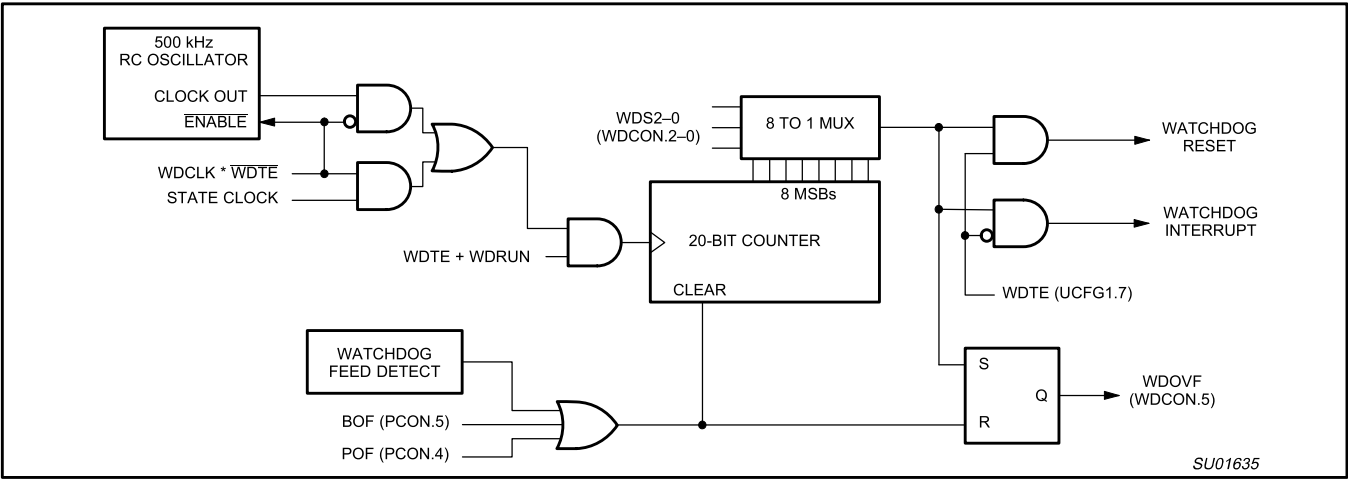 500 kHz
RC OSCILLATOR
CLOCK OUT
ENABLE
WDCLK * WDTE
STATE CLOCK
WDTE + WDRUN
WDS2–0
(WDCON.2–0)
8 TO 1 MUX
8 MSBs
20-BIT COUNTER
CLEAR
WATCHDOG
RESET
WATCHDOG
INTERRUPT
WDTE (UCFG1.7)
WATCHDOG
FEED DETECT
BOF (PCON.5)
POF (PCON.4)
S
Q
R
WDOVF
(WDCON.5)
SU01635